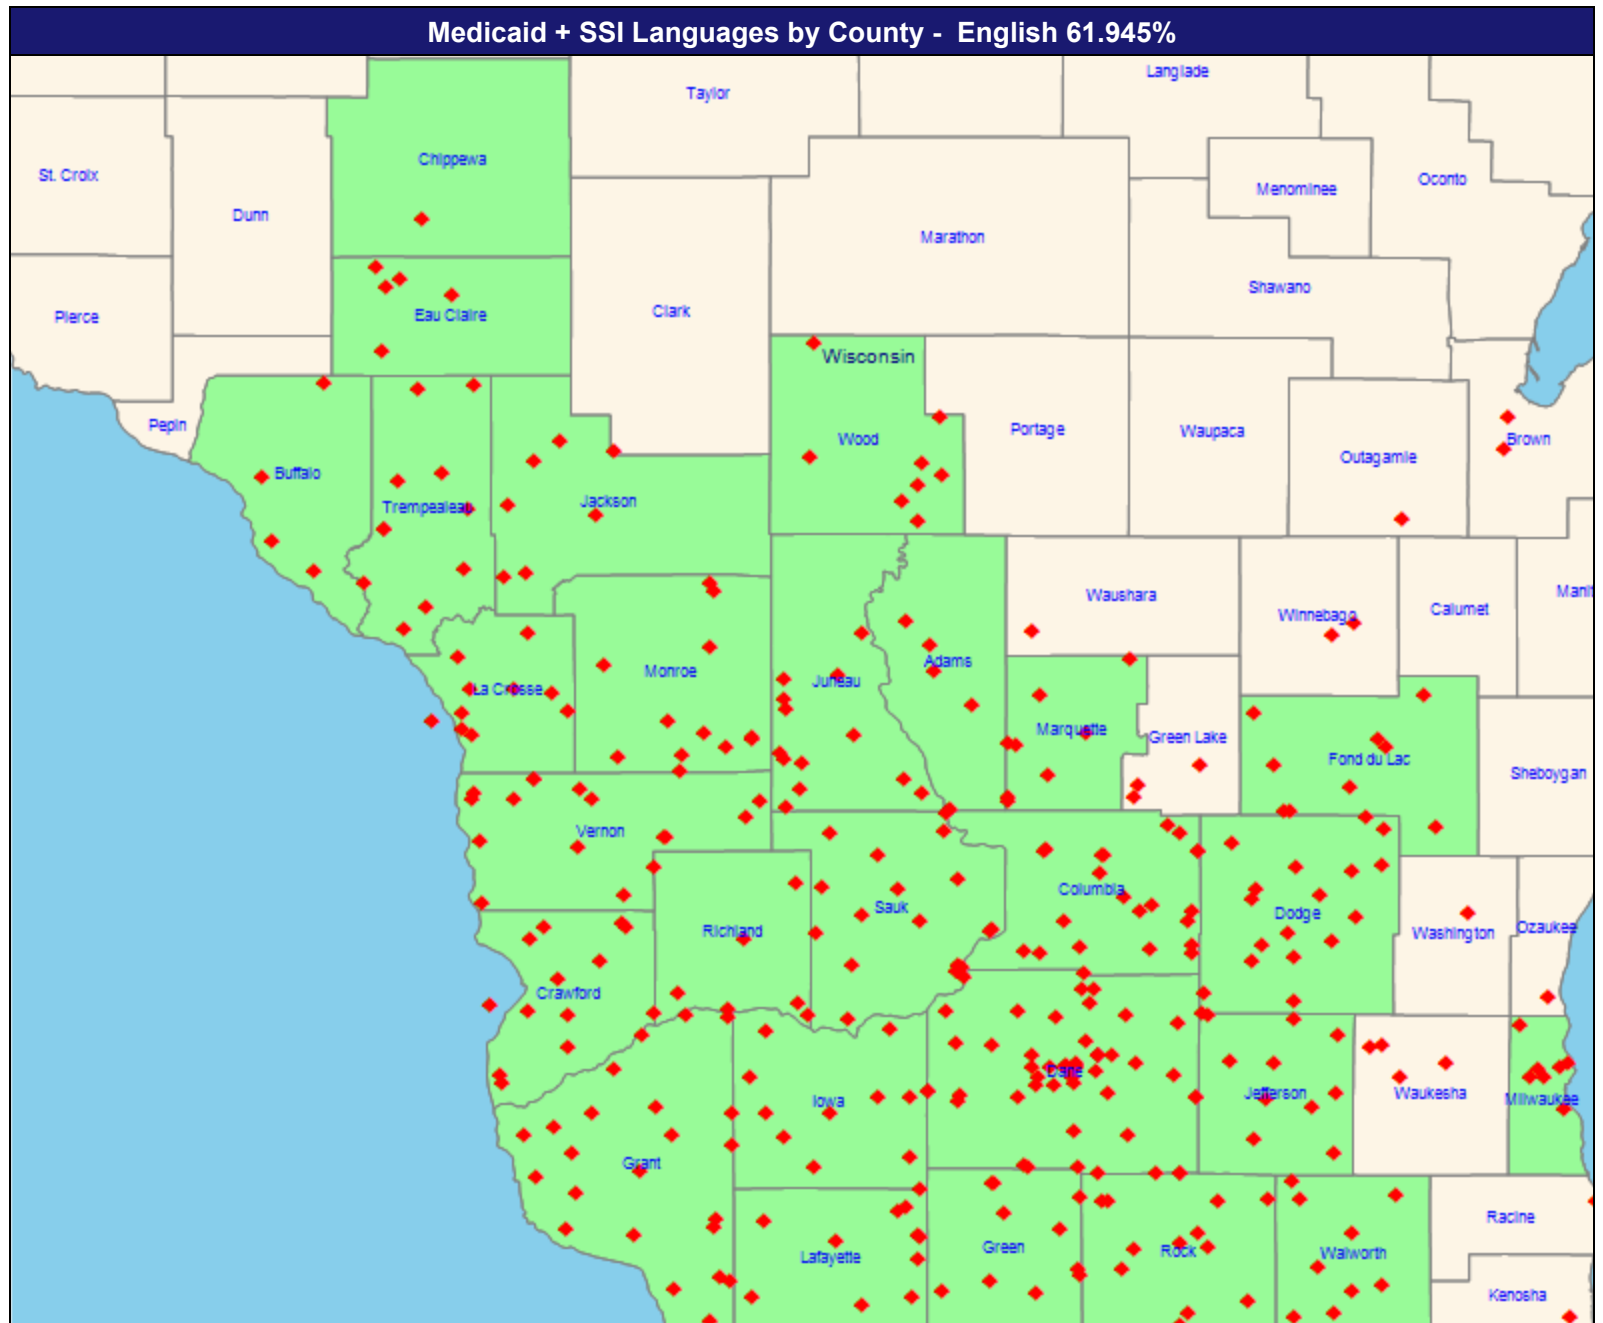 Medicaid + SSI Languages by County - English 61.945%
Langlade
Taylor
Chippewa
St. Croix
Menominee
Oconto
Dunn
Marathon
Shawano
Pierce
Eau Claire
Clark
Wisconsin
Pepin
Wood
Portage
Waupaca
Brown
Outagamie
Buffalo
Trempealeau
Jackson
Waushara
Winnebago
Calumet
Manit
Monroe
Adams
La Crosse
Juneau
Marquette
Green Lake
Fond du Lac
Sheboygan
Vernon
Columbia
Sauk
Dodge
Richland
Washington
Ozaukee
Crawford
Dane
Iowa
Jefferson
Waukesha
Milwaukee
Grant
Racine
Lafayette
Green
Rock
Walworth
Kenosha